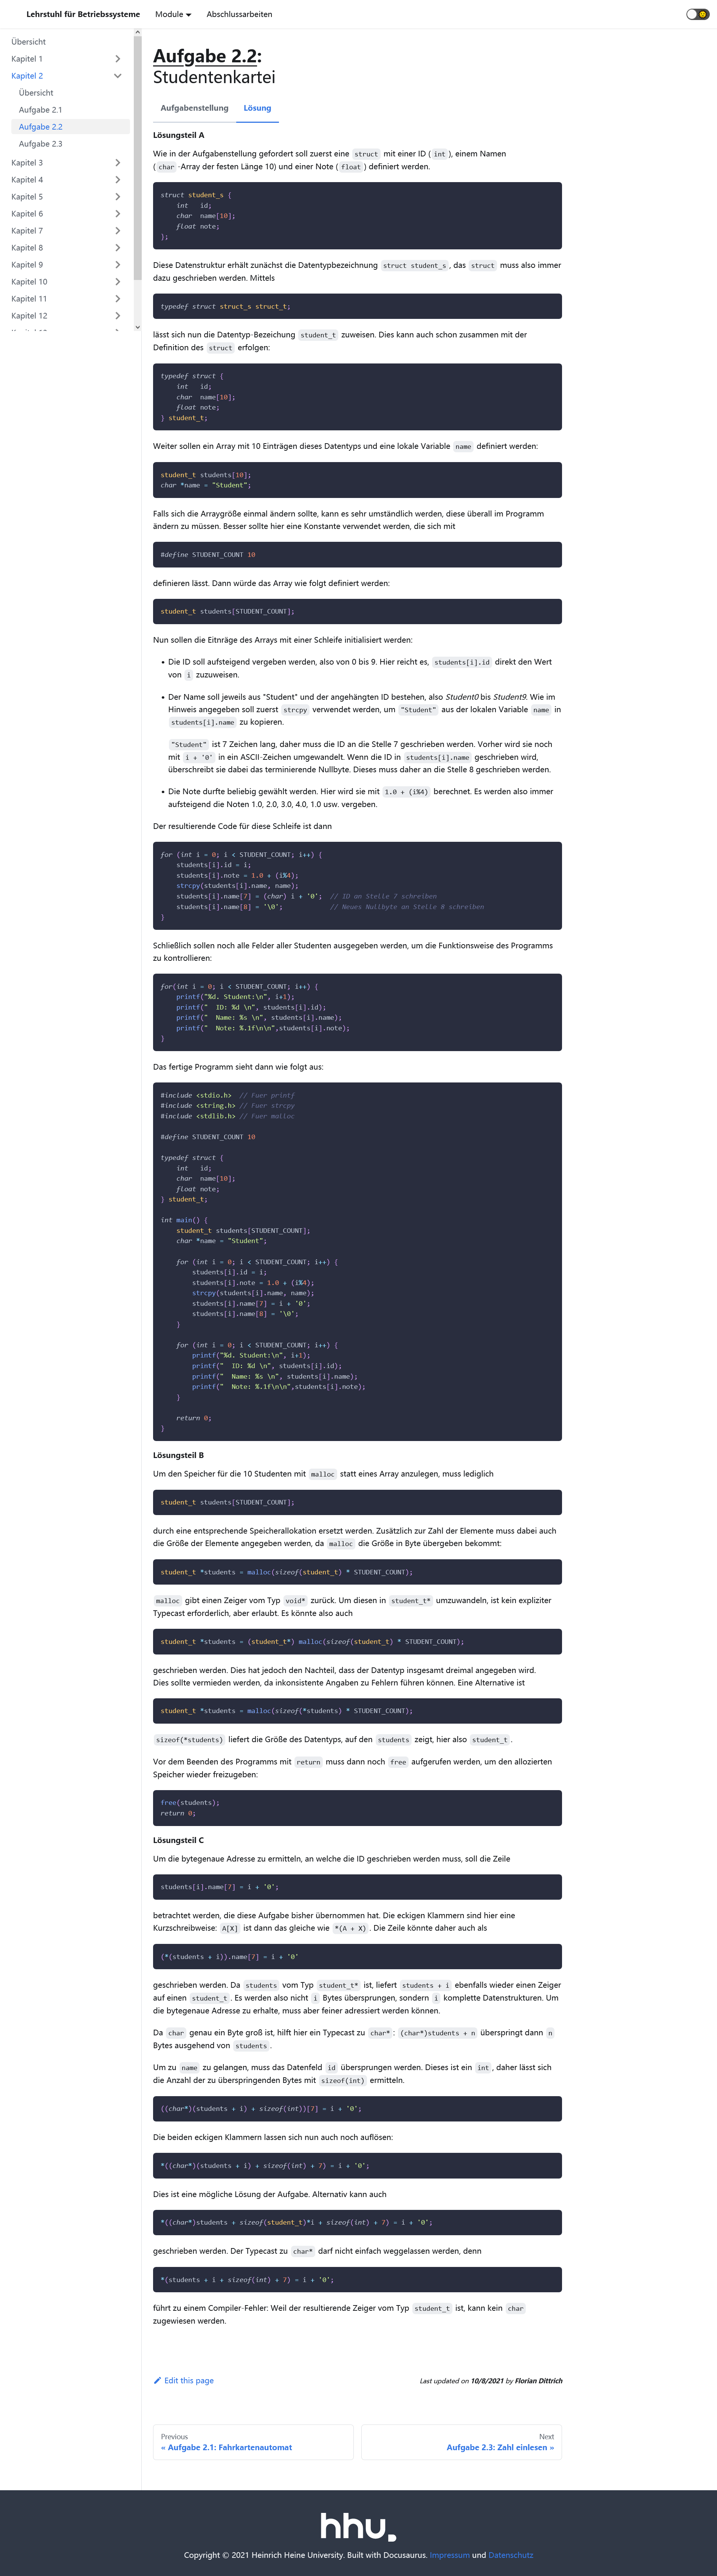 Lehrstuhl für Betriebssysteme Module Abschlussarbeiten
Übersicht
Kapitel 1
Kapitel 2
Übersicht
Aufgabe 2.1
Aufgabe 2.2
Aufgabe 2.3
Kapitel 3
Kapitel 4
Kapitel 5
Kapitel 6
Kapitel 7
Kapitel 8
Kapitel 9
Kapitel 10
Kapitel 11
Kapitel 12
Aufgabe 2.2:
Studentenkartei
Aufgabenstellung Lösung
Lösungsteil A
Wie in der Aufgabenstellung gefordert soll zuerst eine struct mit einer ID ( int ), einem Namen
( char -Array der festen Länge 10) und einer Note ( float ) definiert werden.
struct student_s {
int id;
char name[10];
float note;
};
Diese Datenstruktur erhält zunächst die Datentypbezeichnung struct student_s , das struct muss also immer
dazu geschrieben werden. Mittels
typedef struct struct_s struct_t;
lässt sich nun die Datentyp-Bezeichung student_t zuweisen. Dies kann auch schon zusammen mit der
Definition des struct erfolgen:
typedef struct {
int id;
char name[10];
float note;
} student_t;
Weiter sollen ein Array mit 10 Einträgen dieses Datentyps und eine lokale Variable name definiert werden:
student_t students[10];
char *name = "Student";
Falls sich die Arraygröße einmal ändern sollte, kann es sehr umständlich werden, diese überall im Programm
ändern zu müssen. Besser sollte hier eine Konstante verwendet werden, die sich mit
#define STUDENT_COUNT 10
definieren lässt. Dann würde das Array wie folgt definiert werden:
student_t students[STUDENT_COUNT];
Nun sollen die Eitnräge des Arrays mit einer Schleife initialisiert werden:
• Die ID soll aufsteigend vergeben werden, also von 0 bis 9. Hier reicht es, students[i].id direkt den Wert
von i zuzuweisen.
• Der Name soll jeweils aus "Student" und der angehängten ID bestehen, also Student0 bis Student9. Wie im
Hinweis angegeben soll zuerst strcpy verwendet werden, um "Student" aus der lokalen Variable name in
students[i].name zu kopieren.
"Student" ist 7 Zeichen lang, daher muss die ID an die Stelle 7 geschrieben werden. Vorher wird sie noch
mit i + '0' in ein ASCII-Zeichen umgewandelt. Wenn die ID in students[i].name geschrieben wird,
überschreibt sie dabei das terminierende Nullbyte. Dieses muss daher an die Stelle 8 geschrieben werden.
• Die Note durfte beliebig gewählt werden. Hier wird sie mit 1.0 + (i%4) berechnet. Es werden also immer
aufsteigend die Noten 1.0, 2.0, 3.0, 4.0, 1.0 usw. vergeben.
Der resultierende Code für diese Schleife ist dann
for (int i = 0; i < STUDENT_COUNT; i++) {
students[i].id = i;
students[i].note = 1.0 + (i%4);
strcpy(students[i].name, name);
students[i].name[7] = (char) i + '0'; // ID an Stelle 7 schreiben
students[i].name[8] = '\0'; // Neues Nullbyte an Stelle 8 schreiben
}
Schließlich sollen noch alle Felder aller Studenten ausgegeben werden, um die Funktionsweise des Programms
zu kontrollieren:
for(int i = 0; i < STUDENT_COUNT; i++) {
printf("%d. Student:\n", i+1);
printf(" ID: %d \n", students[i].id);
printf(" Name: %s \n", students[i].name);
printf(" Note: %.1f\n\n",students[i].note);
}
Das fertige Programm sieht dann wie folgt aus:
#include <stdio.h> // Fuer printf
#include <string.h> // Fuer strcpy
#include <stdlib.h> // Fuer malloc
#define STUDENT_COUNT 10
typedef struct {
int id;
char name[10];
float note;
} student_t;
int main() {
student_t students[STUDENT_COUNT];
char *name = "Student";
for (int i = 0; i < STUDENT_COUNT; i++) {
students[i].id = i;
students[i].note = 1.0 + (i%4);
strcpy(students[i].name, name);
students[i].name[7] = i + '0';
students[i].name[8] = '\0';
}
for (int i = 0; i < STUDENT_COUNT; i++) {
printf("%d. Student:\n", i+1);
printf(" ID: %d \n", students[i].id);
printf(" Name: %s \n", students[i].name);
printf(" Note: %.1f\n\n",students[i].note);
}
return 0;
}
Lösungsteil B
Um den Speicher für die 10 Studenten mit malloc statt eines Array anzulegen, muss lediglich
student_t students[STUDENT_COUNT];
durch eine entsprechende Speicherallokation ersetzt werden. Zusätzlich zur Zahl der Elemente muss dabei auch
die Größe der Elemente angegeben werden, da malloc die Größe in Byte übergeben bekommt:
student_t *students = malloc(sizeof(student_t) * STUDENT_COUNT);
malloc gibt einen Zeiger vom Typ void* zurück. Um diesen in student_t* umzuwandeln, ist kein expliziter
Typecast erforderlich, aber erlaubt. Es könnte also auch
student_t *students = (student_t*) malloc(sizeof(student_t) * STUDENT_COUNT);
geschrieben werden. Dies hat jedoch den Nachteil, dass der Datentyp insgesamt dreimal angegeben wird.
Dies sollte vermieden werden, da inkonsistente Angaben zu Fehlern führen können. Eine Alternative ist
student_t *students = malloc(sizeof(*students) * STUDENT_COUNT);
sizeof(*students) liefert die Größe des Datentyps, auf den students zeigt, hier also student_t .
Vor dem Beenden des Programms mit return muss dann noch free aufgerufen werden, um den allozierten
Speicher wieder freizugeben:
free(students);
return 0;
Lösungsteil C
Um die bytegenaue Adresse zu ermitteln, an welche die ID geschrieben werden muss, soll die Zeile
students[i].name[7] = i + '0';
betrachtet werden, die diese Aufgabe bisher übernommen hat. Die eckigen Klammern sind hier eine
Kurzschreibweise: A[X] ist dann das gleiche wie *(A + X) . Die Zeile könnte daher auch als
(*(students + i)).name[7] = i + '0'
geschrieben werden. Da students vom Typ student_t* ist, liefert students + i ebenfalls wieder einen Zeiger
auf einen student_t . Es werden also nicht i Bytes übersprungen, sondern i komplette Datenstrukturen. Um
die bytegenaue Adresse zu erhalte, muss aber feiner adressiert werden können.
Da char genau ein Byte groß ist, hilft hier ein Typecast zu char* : (char*)students + n überspringt dann n
Bytes ausgehend von students .
Um zu name zu gelangen, muss das Datenfeld id übersprungen werden. Dieses ist ein int , daher lässt sich
die Anzahl der zu überspringenden Bytes mit sizeof(int) ermitteln.
((char*)(students + i) + sizeof(int))[7] = i + '0';
Die beiden eckigen Klammern lassen sich nun auch noch auflösen:
*((char*)(students + i) + sizeof(int) + 7) = i + '0';
Dies ist eine mögliche Lösung der Aufgabe. Alternativ kann auch
*((char*)students + sizeof(student_t)*i + sizeof(int) + 7) = i + '0';
geschrieben werden. Der Typecast zu char* darf nicht einfach weggelassen werden, denn
*(students + i + sizeof(int) + 7) = i + '0';
führt zu einem Compiler-Fehler: Weil der resultierende Zeiger vom Typ student_t ist, kann kein char
zugewiesen werden.
Edit this page Last updated on 10/8/2021 by Florian Dittrich
Previous
« Aufgabe 2.1: Fahrkartenautomat
Next
Aufgabe 2.3: Zahl einlesen »
hhu.
Copyright © 2021 Heinrich Heine University. Built with Docusaurus. Impressum und Datenschutz